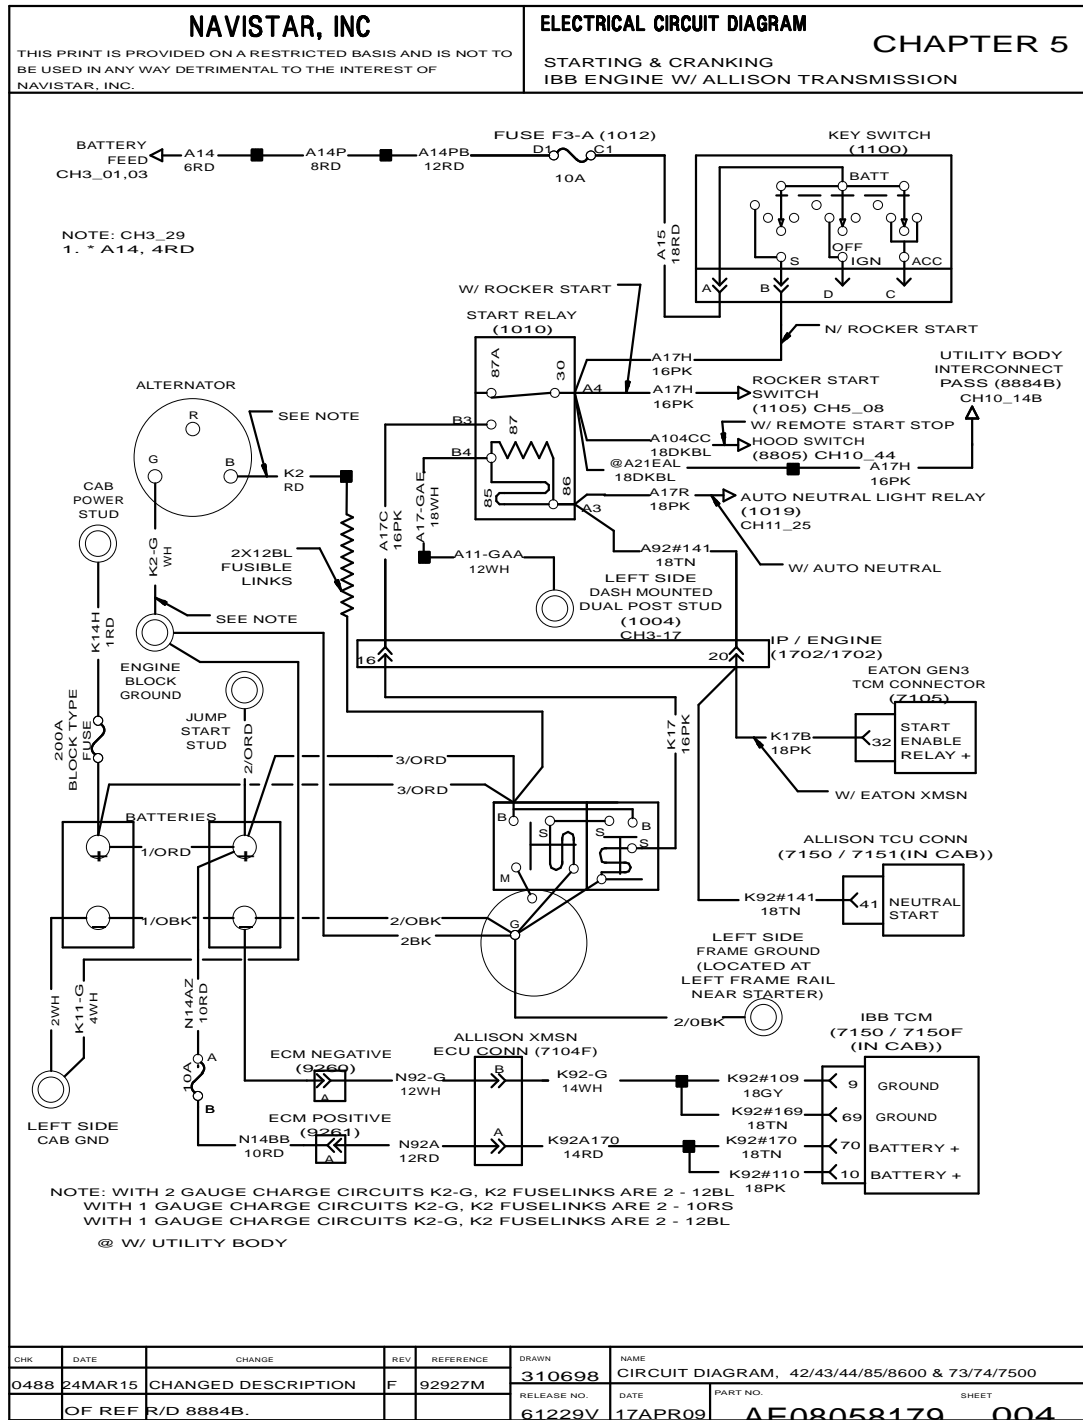 NAVISTAR, INC
THIS PRINT IS PROVIDED ON A RESTRICTED BASIS AND IS NOT TO
BE USED IN ANY WAY DETRIMENTAL TO THE INTEREST OF
NAVISTAR, INC.
ELECTRICAL CIRCUIT DIAGRAM
CHAPTER 5
STARTING & CRANKING
IBB ENGINE W/ ALLISON TRANSMISSION
BATTERY
FEED
CH3_01,03
A14
6RD
A14P
8RD
A14PB
12RD
FUSE F3-A (1012)
D1
C1
10A
KEY SWITCH
(1100)
BATT
OFF
S
IGN
ACC
A
B
D
C
A15
18RD
NOTE: CH3_29
1. * A14, 4RD
W/ ROCKER START
START RELAY
(1010)
N/ ROCKER START
87A
30
A4
A17H
16PK
A17H
16PK
ROCKER START
SWITCH
(1105) CH5_08
UTILITY BODY
INTERCONNECT
PASS (8884B)
CH10_14B
W/ REMOTE START STOP
A104CC
18DKBL
HOOD SWITCH
(8805) CH10_44
@A21EAL
18DKBL
A17H
16PK
B3
87
B4
85
86
A3
A17R
18PK
AUTO NEUTRAL LIGHT RELAY
(1019)
CH11_25
W/ AUTO NEUTRAL
A92#141
18TN
ALTERNATOR
R
G
B
SEE NOTE
K2
RD
CAB
POWER
STUD
K2-G
WH
2X12BL
FUSIBLE
LINKS
A17C
16PK
A17-GAE
18WH
A11-GAA
12WH
LEFT SIDE
DASH MOUNTED
DUAL POST STUD
(1004)
CH3-17
K14H
1RD
SEE NOTE
ENGINE
BLOCK
GROUND
16
20
IP / ENGINE
(1702/1702)
JUMP
START
STUD
200A
BLOCK TYPE
FUSE
2/ORD
K17
16PK
EATON GEN3
TCM CONNECTOR
(7105)
K17B
18PK
32
START
ENABLE
RELAY +
W/ EATON XMSN
3/ORD
3/ORD
BATTERIES
1/ORD
1/OBK
2/OBK
2BK
B
S
S
B
S
M
G
ALLISON TCU CONN
(7150 / 7151(IN CAB))
K92#141
18TN
41
NEUTRAL
START
LEFT SIDE
FRAME GROUND
(LOCATED AT
LEFT FRAME RAIL
NEAR STARTER)
2/0BK
2WH
K11-G
4WH
N14AZ
10RD
10A
A
B
LEFT SIDE
CAB GND
ECM NEGATIVE
(9260)
A
N92-G
12WH
ALLISON XMSN
ECU CONN (7104F)
B
A
K92-G
14WH
ECM POSITIVE
(9261)
A
N14BB
10RD
N92A
12RD
K92A170
14RD
IBB TCM
(7150 / 7150F
(IN CAB))
K92#109
18GY
9
GROUND
K92#169
18TN
69
GROUND
K92#170
18TN
70
BATTERY +
K92#110
18PK
10
BATTERY +
NOTE: WITH 2 GAUGE CHARGE CIRCUITS K2-G, K2 FUSELINKS ARE 2 - 12BL
WITH 1 GAUGE CHARGE CIRCUITS K2-G, K2 FUSELINKS ARE 2 - 10RS
WITH 1 GAUGE CHARGE CIRCUITS K2-G, K2 FUSELINKS ARE 2 - 12BL
@ W/ UTILITY BODY
CHK DATE CHANGE REV REFERENCE
0488 24MAR15 CHANGED DESCRIPTION F 92927M
OF REF R/D 8884B.
DRAWN
310698
NAME
CIRCUIT DIAGRAM, 42/43/44/85/8600 & 73/74/7500
RELEASE NO.
61229V
DATE
17APR09
PART NO.
AE08058179
SHEET
004